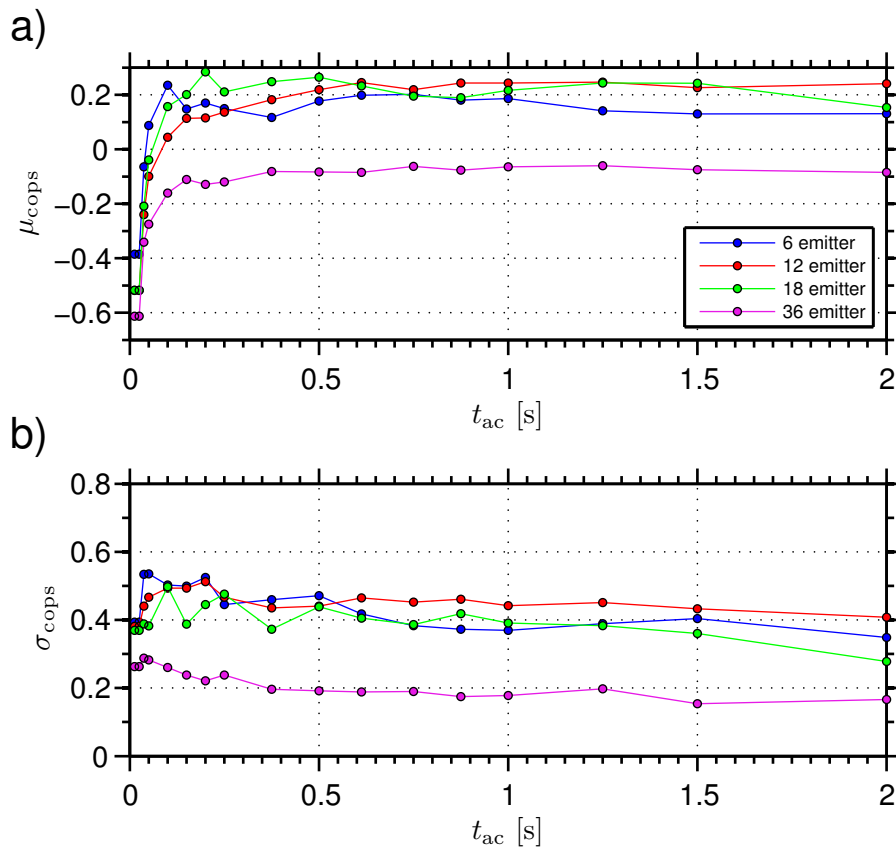 a)
0.2
0
−0.2
−0.4
−0.6
μcops
6 emitter
12 emitter
18 emitter
36 emitter
0 0.5 1 1.5 2
tac [s]
b)
0.8
0.6
0.4
0.2
0
σcops
0 0.5 1 1.5 2
tac [s]